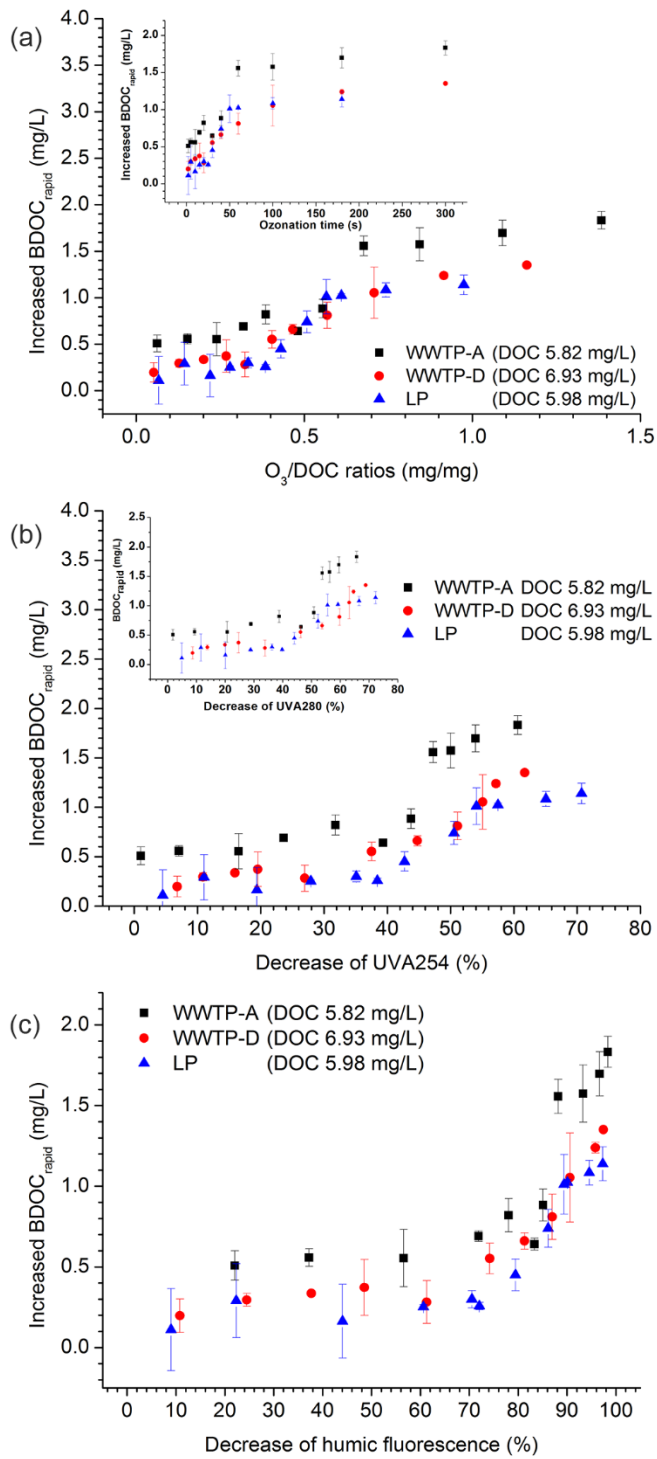 (a)
Increased BDOCrapid (mg/L)
4.0
3.5
3.0
2.5
2.0
1.5
1.0
0.5
0.0
Increased BDOCrapid (mg/L)
2.0
1.5
1.0
0.5
0.0
0 50 100 150 200 250 300
Ozonation time (s)
WWTP-A (DOC 5.82 mg/L)
WWTP-D (DOC 6.93 mg/L)
LP (DOC 5.98 mg/L)
0.0 0.5 1.0 1.5
O3/DOC ratios (mg/mg)
(b)
Increased BDOCrapid (mg/L)
4.0
3.5
3.0
2.5
2.0
1.5
1.0
0.5
0.0
BDOCrapid (mg/L)
2.5
2.0
1.5
1.0
0.5
0.0
0 10 20 30 40 50 60 70 80
Decrease of UVA280 (%)
WWTP-A DOC 5.82 mg/L
WWTP-D DOC 6.93 mg/L
LP DOC 5.98 mg/L
0 10 20 30 40 50 60 70 80
Decrease of UVA254 (%)
(c)
Increased BDOCrapid (mg/L)
2.0
1.5
1.0
0.5
0.0
WWTP-A (DOC 5.82 mg/L)
WWTP-D (DOC 6.93 mg/L)
LP (DOC 5.98 mg/L)
0 10 20 30 40 50 60 70 80 90 100
Decrease of humic fluorescence (%)